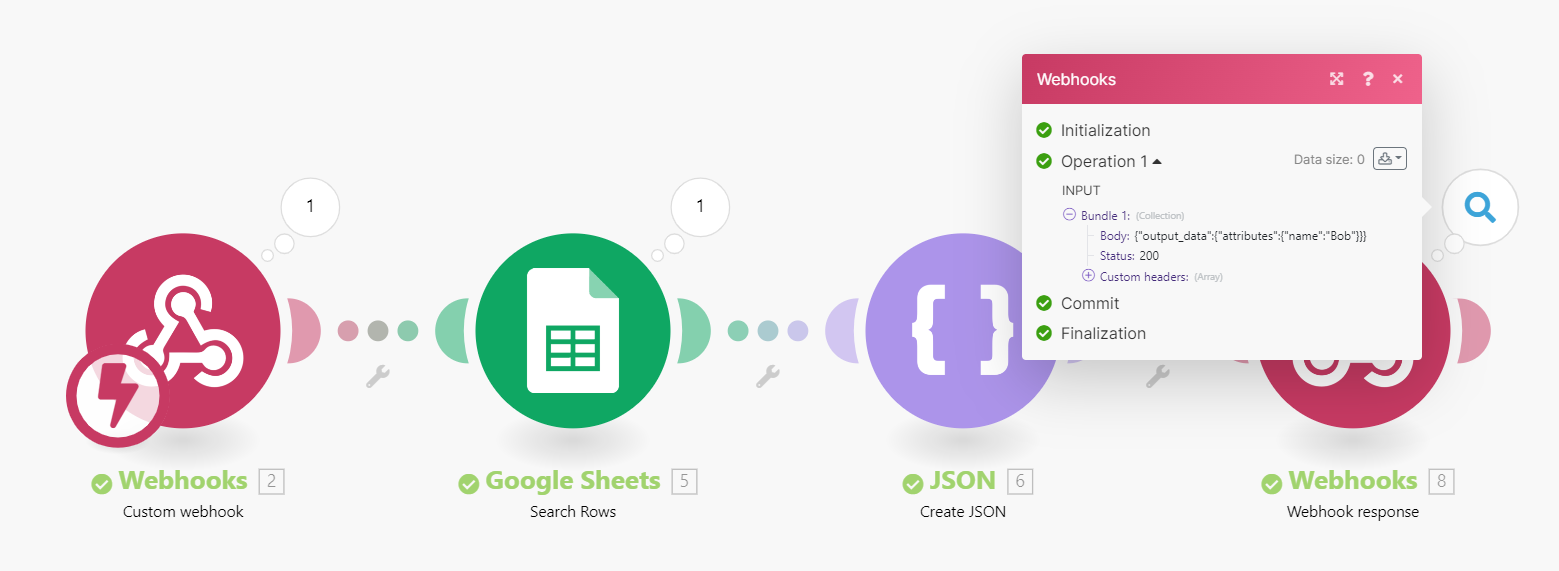 Webhooks ?
Initialization
Operation 1 Data size: 0
INPUT
Bundle 1: (Collection)
Body: {"output_data":{"attributes":{"name":"Bob"}}}
Status: 200
Custom headers: (Array)
Commit
Finalization
1
1
Webhooks 2
Custom webhook
Google Sheets 5
Search Rows
{ }
JSON 6
Create JSON
Webhooks 8
Webhook response